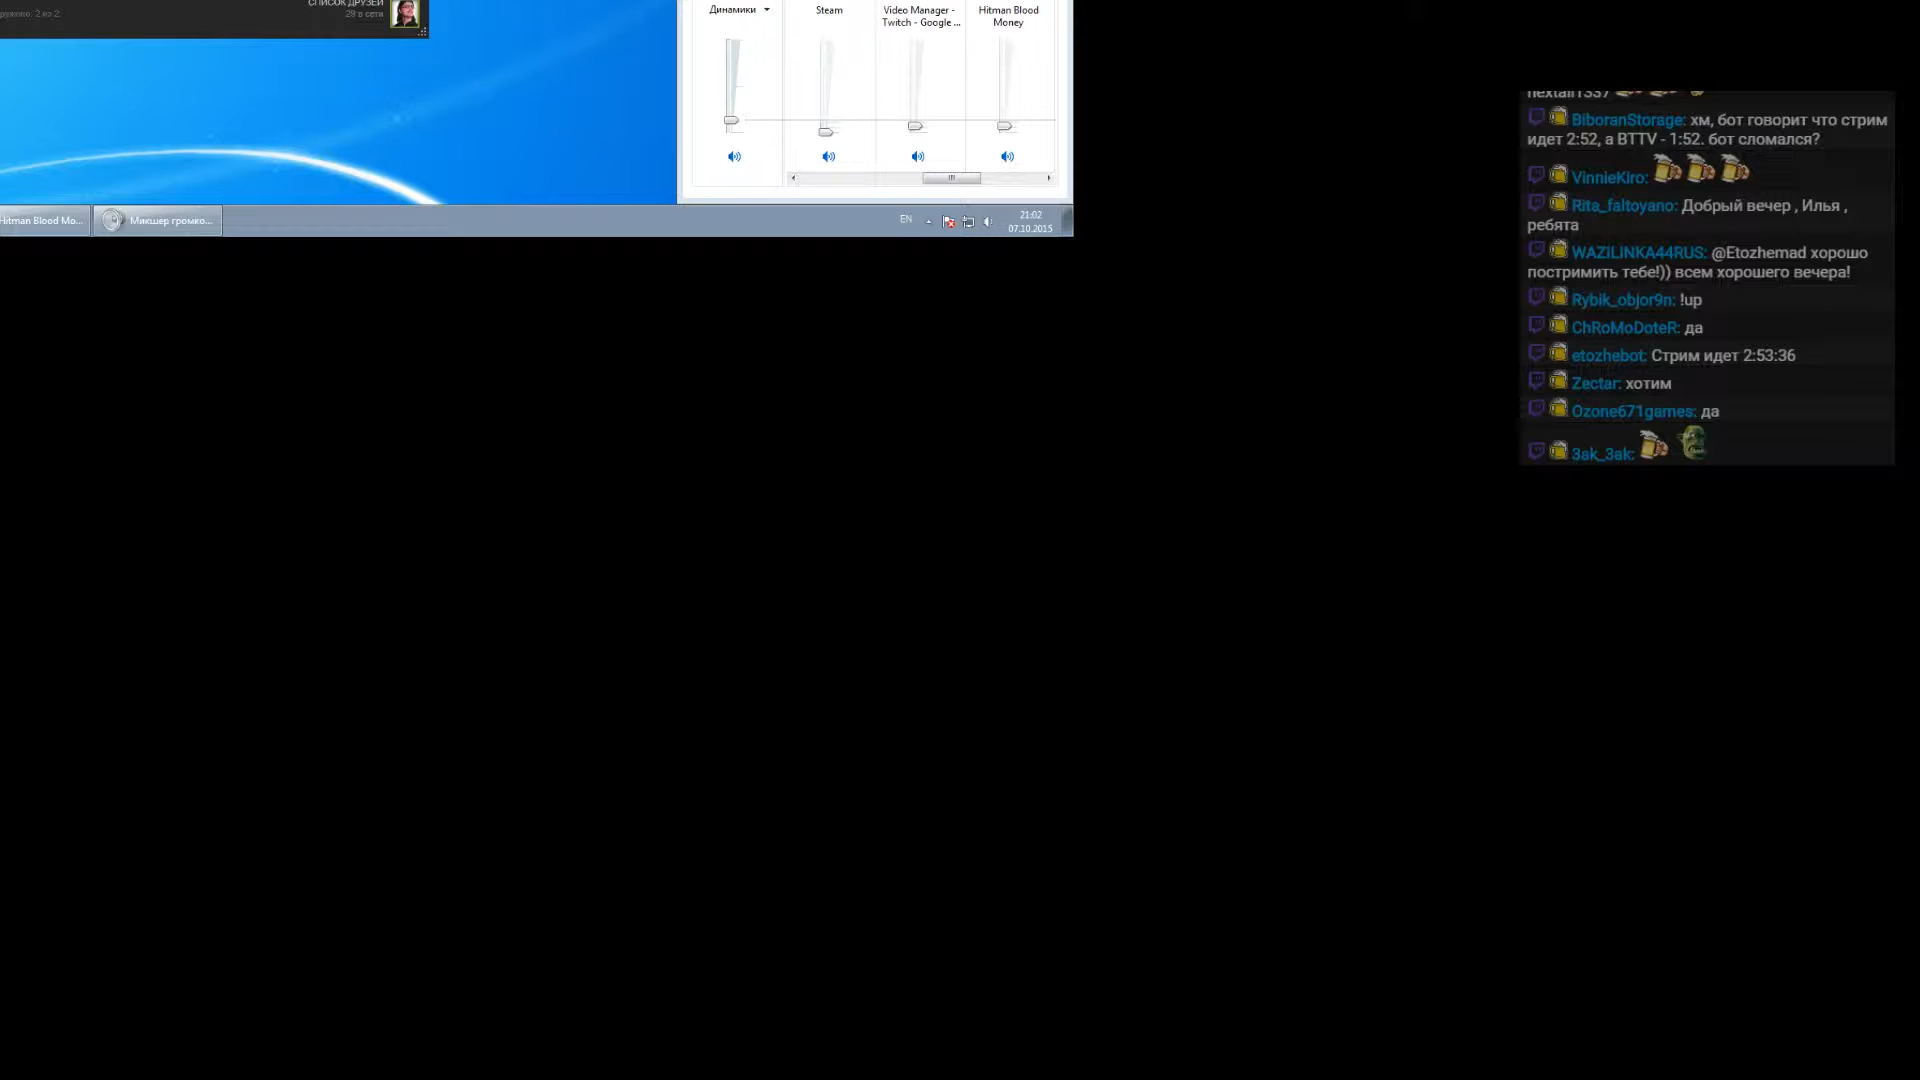 СПИСОК ДРУЗЕЙ
29 в сети
Динамики
Steam
Video Manager -
Twitch - Google ...
Hitman Blood
Money
Hitman Blood Mo...
Микшер громко...
EN
21:02
07.10.2015
BiboranStorage: хм, бот говорит что стрим
идет 2:52, а BTTV - 1:52. бот сломался?
VinnieKiro:
Rita_faltoyano: Добрый вечер , Илья ,
ребята
WAZILINKA44RUS: @Etozhemad хорошо
постримить тебе!)) всем хорошего вечера!
Rybik_objor9n: !up
ChRoMoDoteR: да
etozhebot: Стрим идет 2:53:36
Zectar: хотим
Ozone671games: да
3ak_3ak: